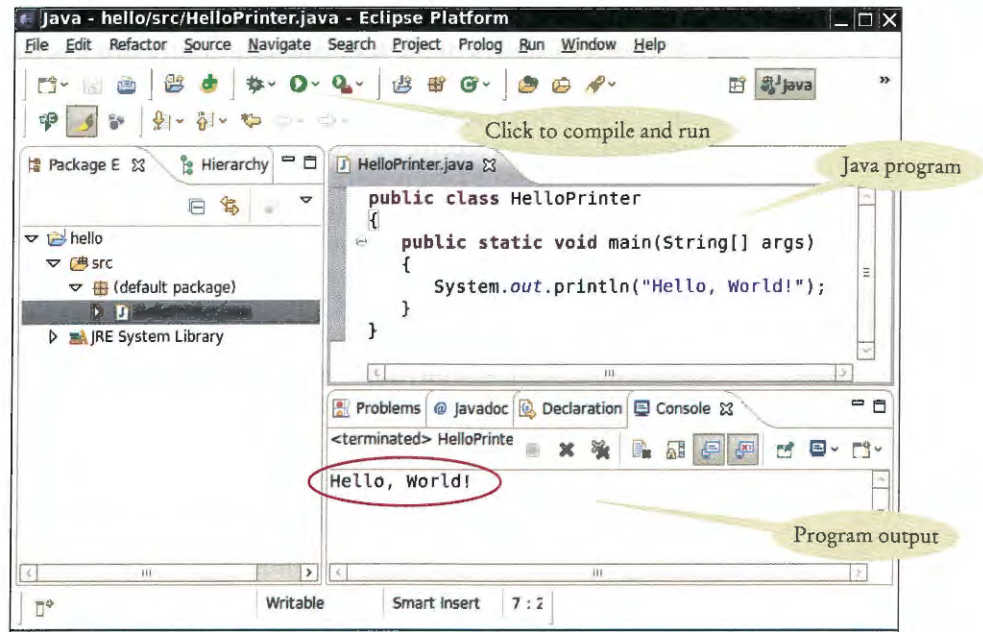 Java - hello/src/HelloPrinter.java - Eclipse Platform
File Edit Refactor Source Navigate Search Project Prolog Run Window Help
Java »
Click to compile and run
Package E Hierarchy
HelloPrinter.java
Java program
hello
src
(default package)
JRE System Library
public class HelloPrinter
{
public static void main(String[] args)
{
System.out.println("Hello, World!");
}
}
Problems @ Javadoc Declaration Console
<terminated> HelloPrinte
Hello, World!
Program output
Writable Smart Insert 7 : 2